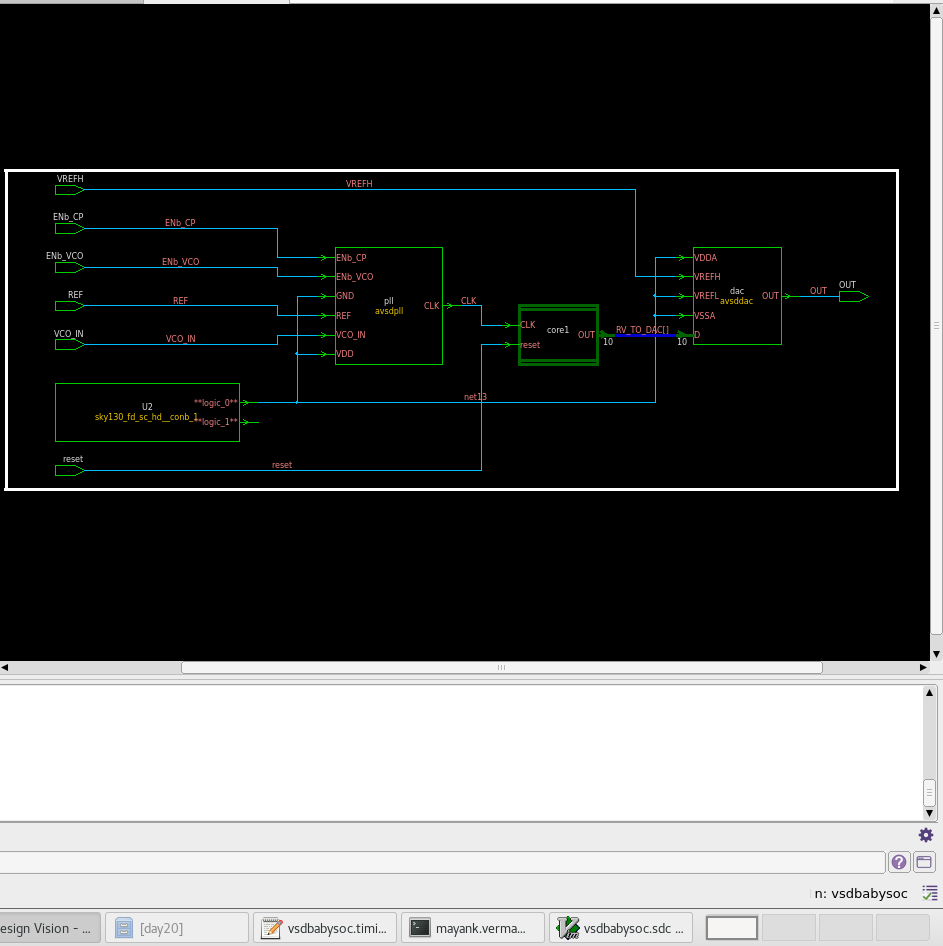 VREFH
VREFH
ENb_CP
ENb_CP
ENb_VCO
ENb_VCO
REF
REF
VCO_IN
VCO_IN
ENb_CP
ENb_VCO
GND
REF
VCO_IN
VDD
pll
avsdpll
CLK
CLK
CLK
reset
core1
OUT
10
RV_TO_DAC[]
10
VDDA
VREFH
VREFL
VSSA
D
dac
avsddac
OUT
OUT
OUT
U2
sky130_fd_sc_hd__conb_1
**logic_0**
**logic_1**
net13
reset
reset
n: vsdbabysoc
esign Vision - ...
[day20]
vsdbabysoc.timi...
mayank.verma...
vsdbabysoc.sdc ...